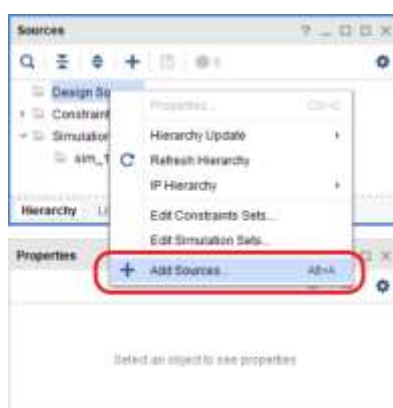 Sources
Design So
Constraint
Simulation
sim_1
Properties...
Hierarchy Update
Refresh Hierarchy
IP Hierarchy
Edit Constraints Sets...
Edit Simulation Sets...
Add Sources... Alt+A
Hierarchy
Properties
Select an object to see properties